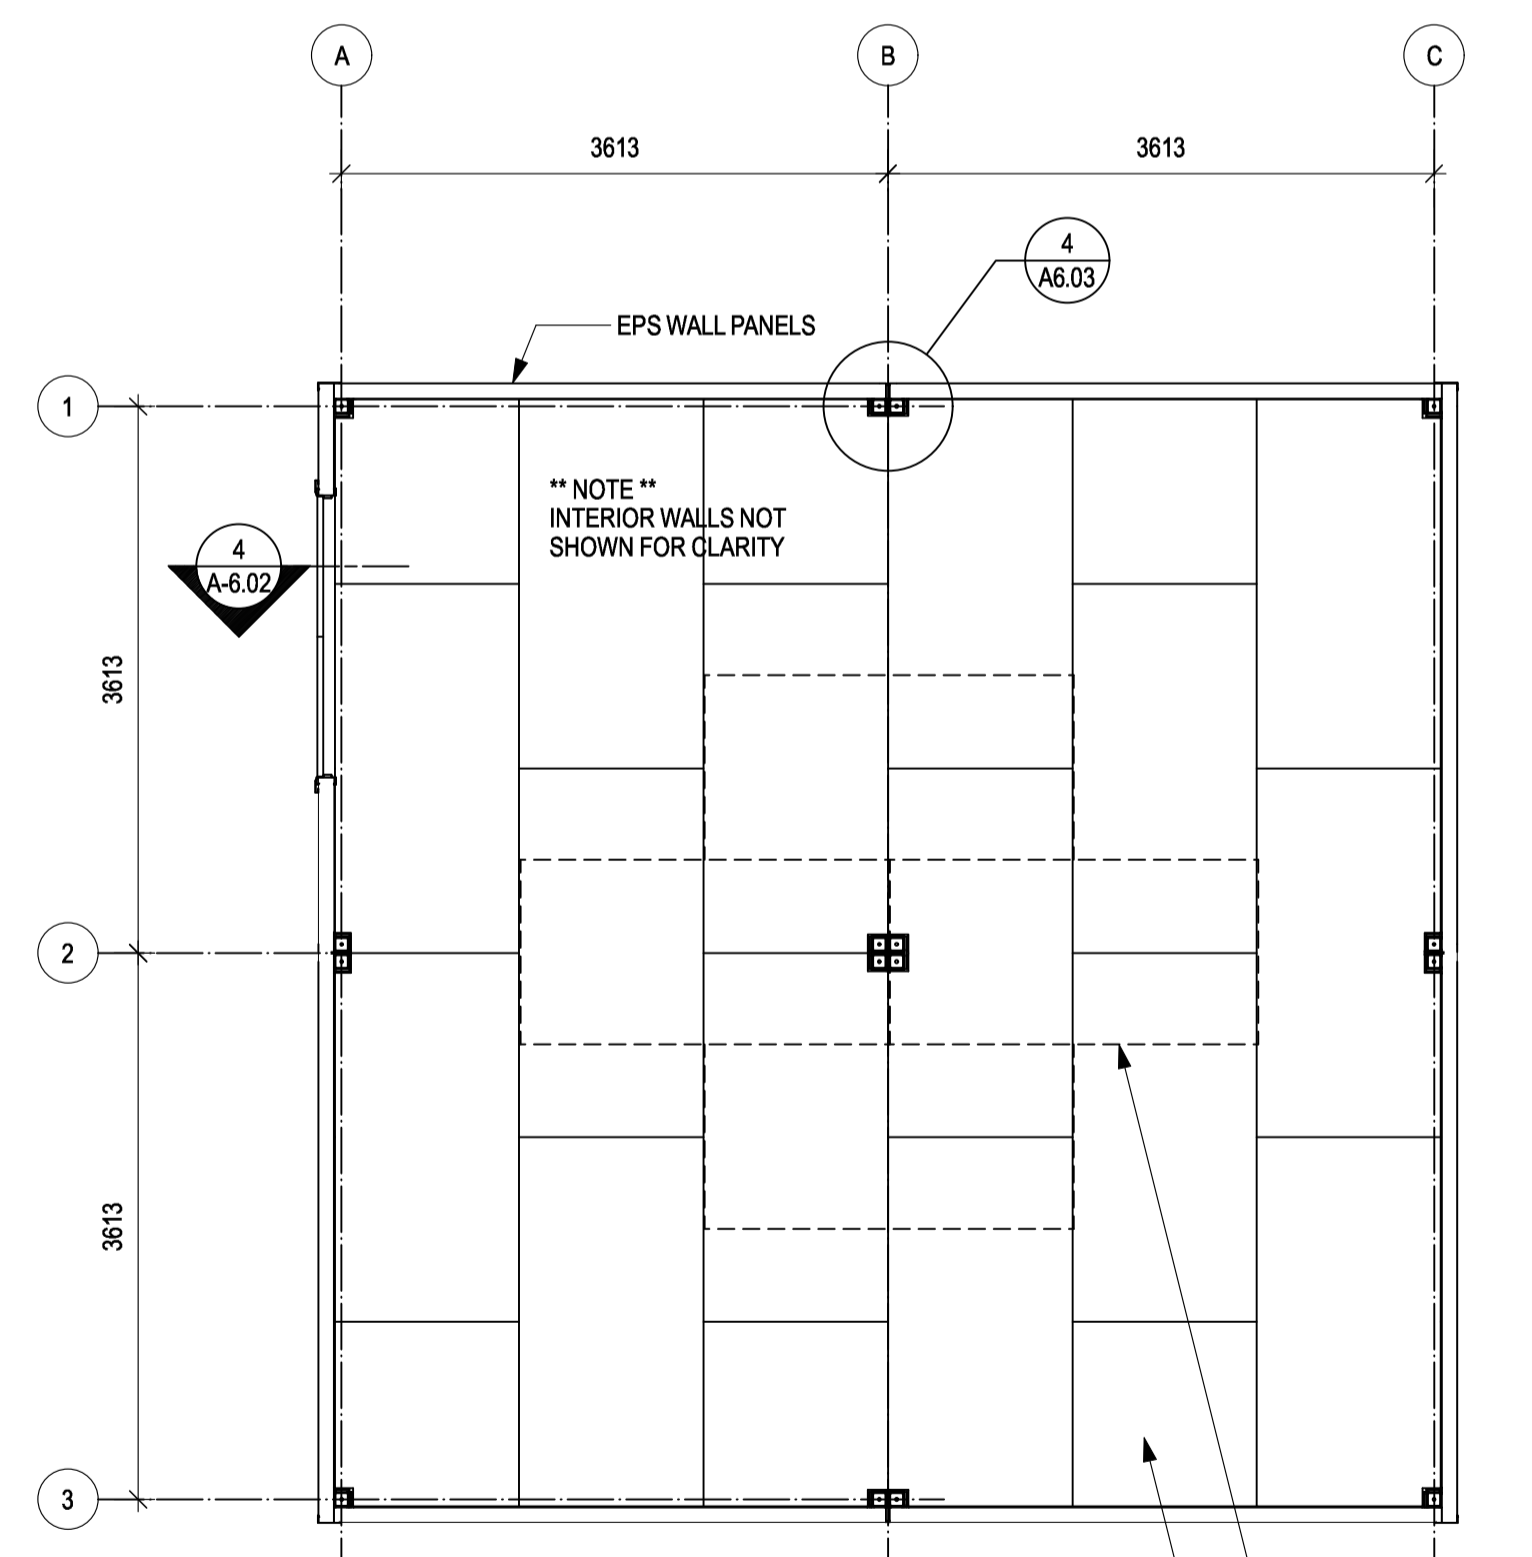 A
B
C
3613
3613
4
A6.03
EPS WALL PANELS
1
** NOTE **
INTERIOR WALLS NOT
SHOWN FOR CLARITY
4
A-6.02
3613
2
3613
3